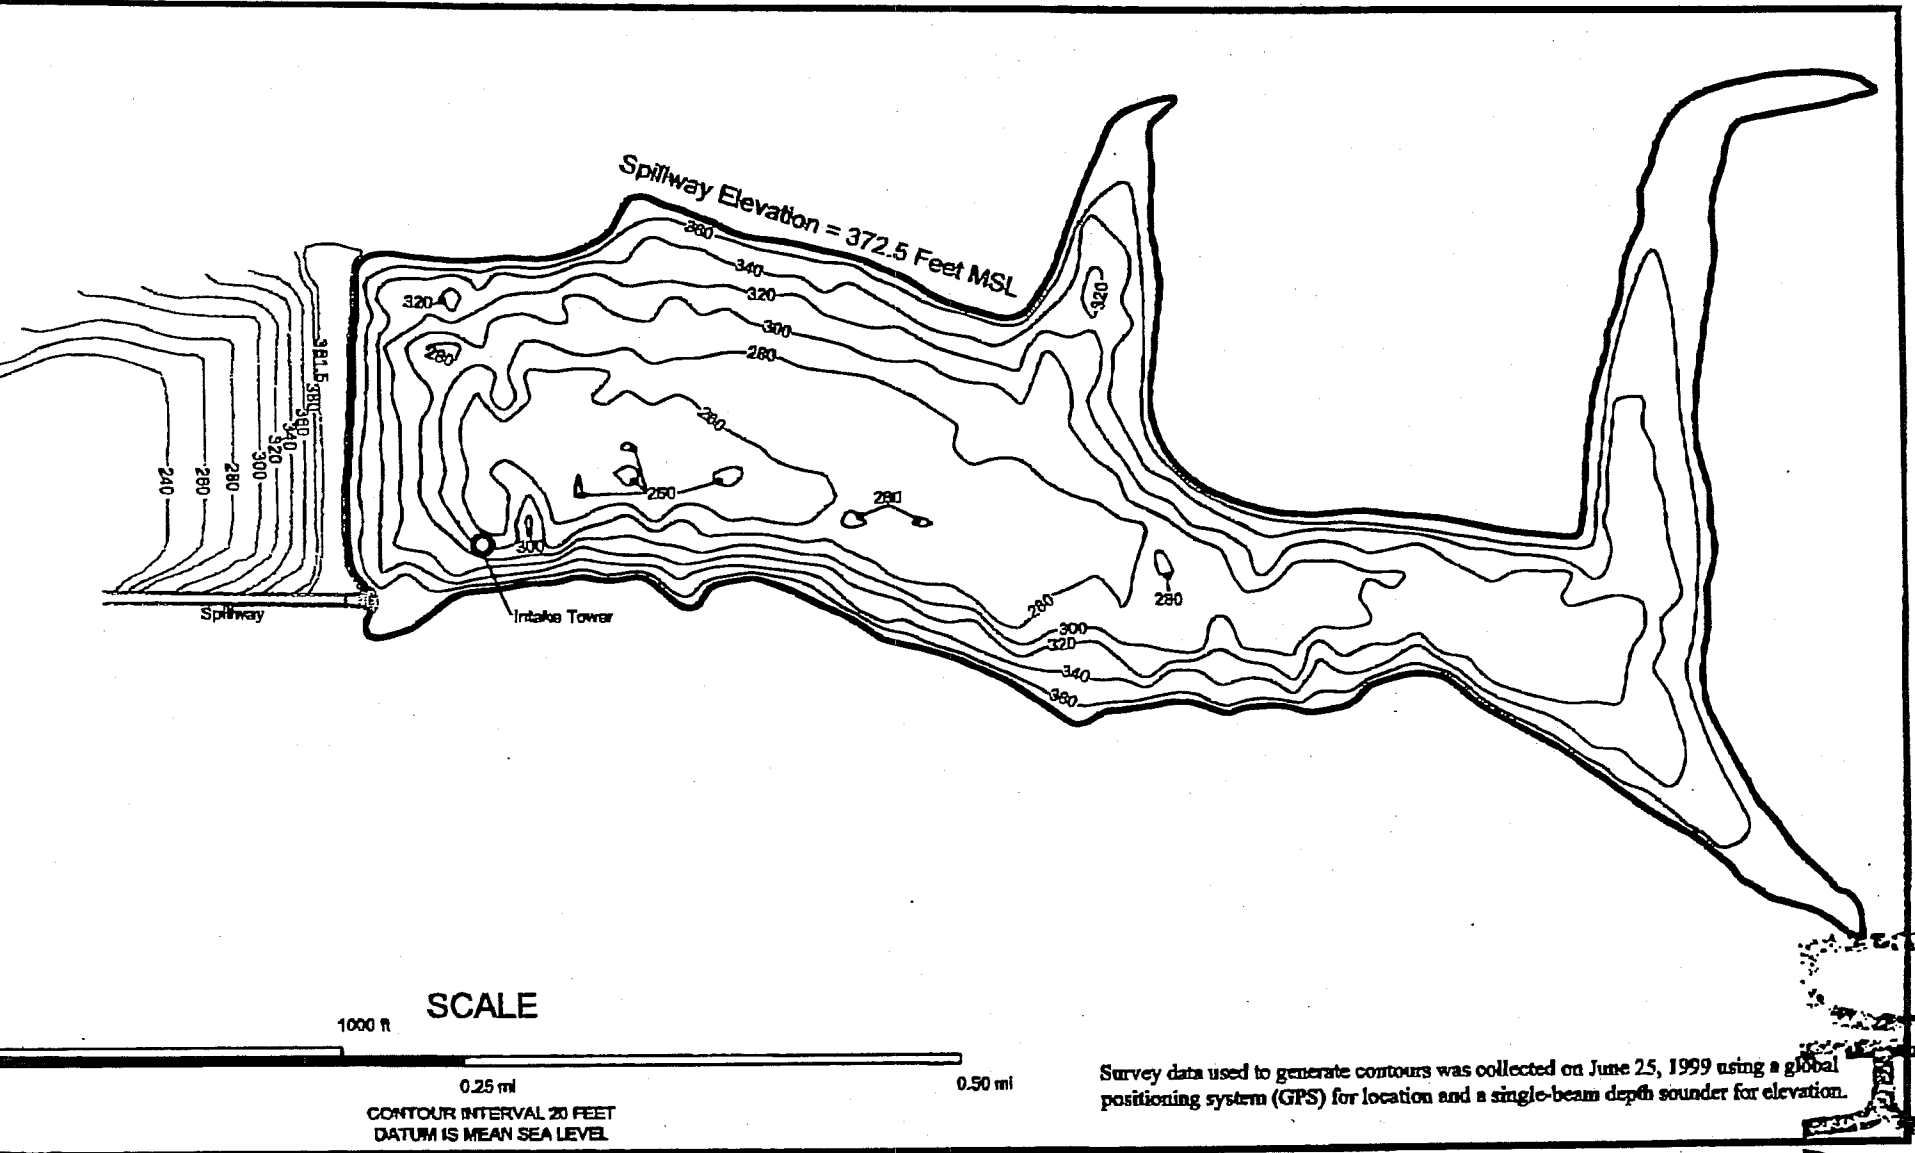 Spillway Elevation = 372.5 Feet MSL
360
340
320
300
280
260
320
280
320
381.5
380
360
340
320
300
280
260
240
260
280
300
280
280
300
320
340
360
Spillway
Intake Tower
SCALE
1000 ft
0.25 mi
0.50 mi
CONTOUR INTERVAL 20 FEET
DATUM IS MEAN SEA LEVEL
Survey data used to generate contours was collected on June 25, 1999 using a global
positioning system (GPS) for location and a single-beam depth sounder for elevation.